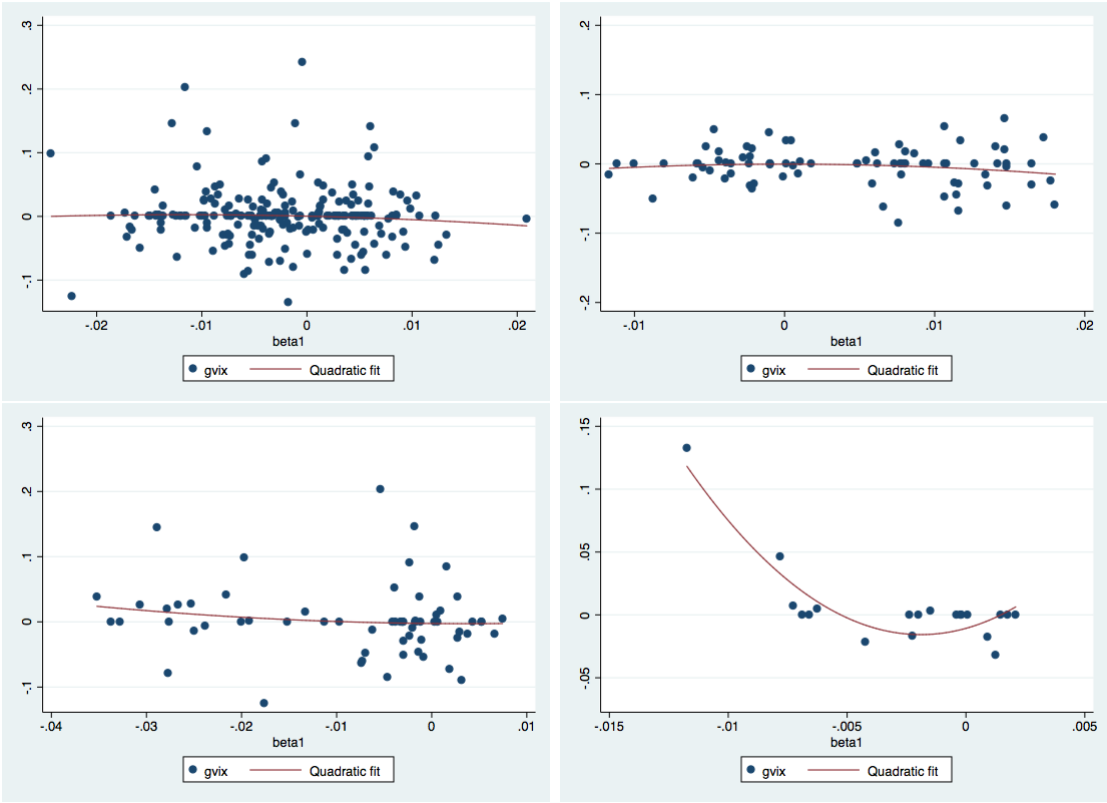 .3
.2
.1
0
-.1
-.02 -.01 0 .01 .02
beta1
gvix Quadratic fit
.2
.1
0
-.1
-.2
-.01 0 .01 .02
beta1
gvix Quadratic fit
.3
.2
.1
0
-.1
-.04 -.03 -.02 -.01 0 .01
beta1
gvix Quadratic fit
.15
.1
.05
0
-.05
-.015 -.01 -.005 0 .005
beta1
gvix Quadratic fit